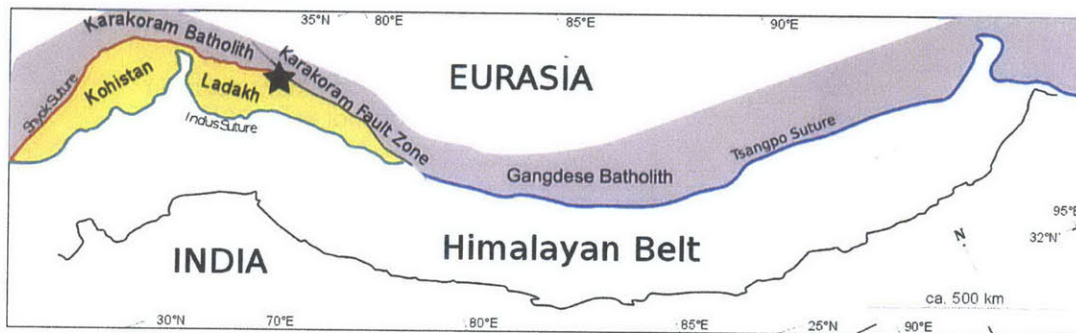 35°N
80°E
85°E
90°E
Karakoram Batholith
Karakoram Fault Zone
EURASIA
Kohistan
Ladakh
Shyok Suture
Indus Suture
Tsangpo Suture
Gangdese Batholith
Himalayan Belt
INDIA
N.
95°E
32°N
ca. 500 km
30°N
70°E
80°E
85°E
25°N
90°E